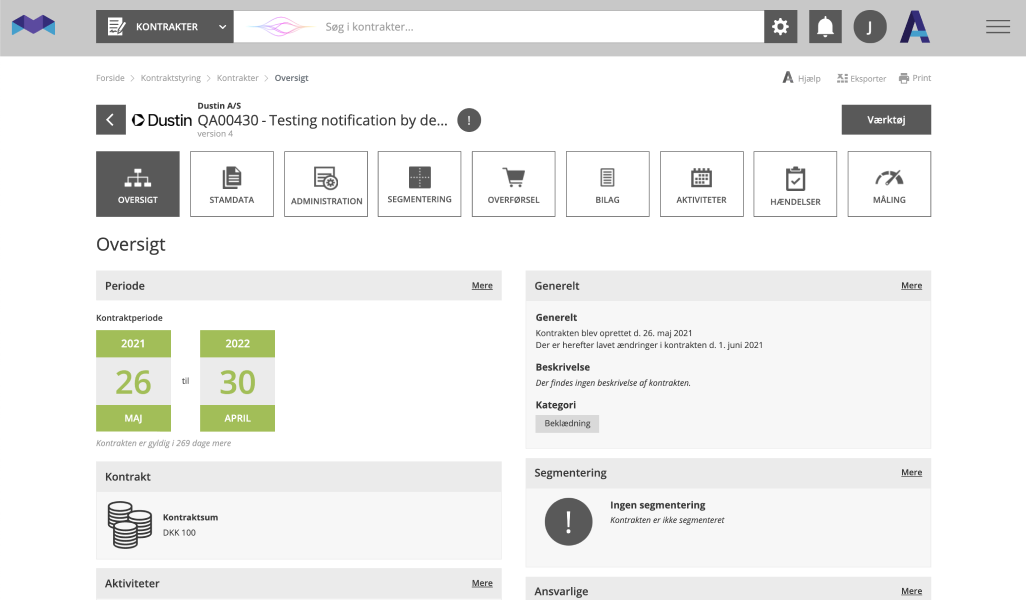 KONTRAKTER
Søg i kontrakter...
J
Forside > Kontraktstyring > Kontrakter > Oversigt
Hjælp
Eksporter
Print
Dustin
Dustin A/S
QA00430 - Testing notification by de...
version 4
!
Værktøj
OVERSIGT
STAMDATA
ADMINISTRATION
SEGMENTERING
OVERFØRSEL
BILAG
AKTIVITETER
HÆNDELSER
MÅLING
Oversigt
Periode
Mere
Kontraktperiode
2021
26
MAJ
til
2022
30
APRIL
Kontrakten er gyldig i 269 dage mere
Kontrakt
Kontraktsum
DKK 100
Aktiviteter
Mere
Generelt
Mere
Generelt
Kontrakten blev oprettet d. 26. maj 2021
Der er herefter lavet ændringer i kontrakten d. 1. juni 2021
Beskrivelse
Der findes ingen beskrivelse af kontrakten.
Kategori
Beklædning
Segmentering
Mere
!
Ingen segmentering
Kontrakten er ikke segmenteret
Ansvarlige
Mere